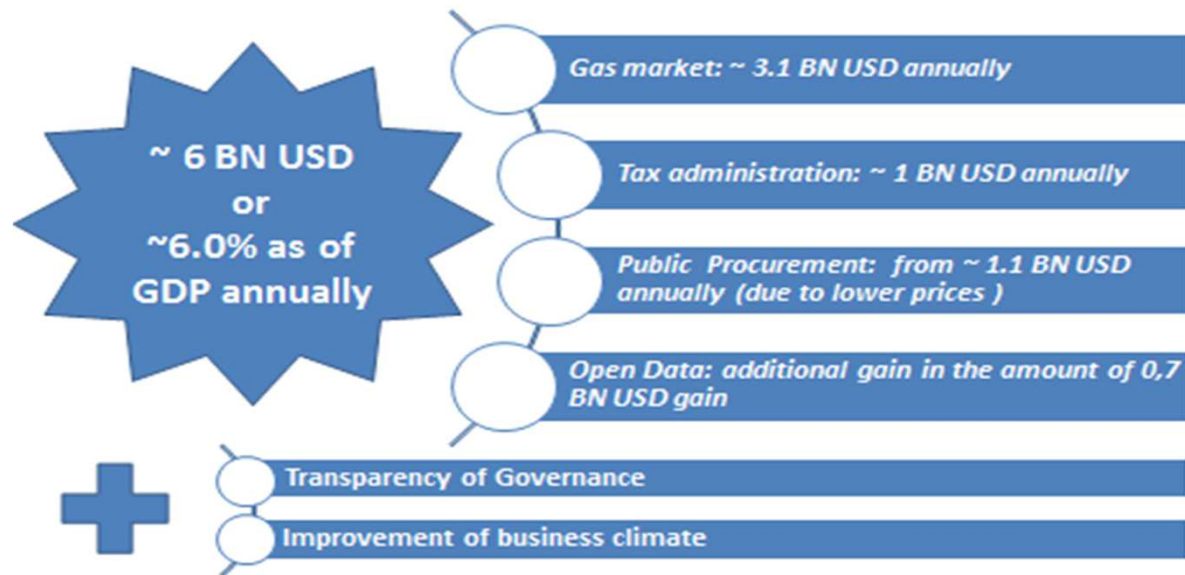 ~ 6 BN USD
or
~6.0% as of
GDP annually
Gas market: ~ 3.1 BN USD annually
Tax administration: ~ 1 BN USD annually
Public Procurement: from ~ 1.1 BN USD
annually (due to lower prices )
Open Data: additional gain in the amount of 0,7
BN USD gain
Transparency of Governance
Improvement of business climate